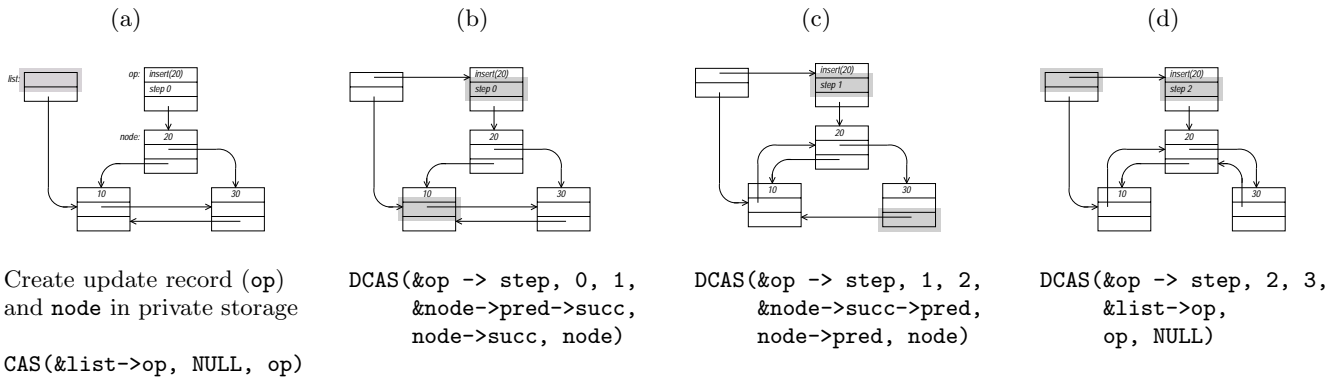 (a)
list:
op:
insert(20)
step 0
node:
20
10
30
Create update record (op)
and node in private storage
CAS(&list->op, NULL, op)
(b)
insert(20)
step 0
20
10
30
DCAS(&op -> step, 0, 1,
&node->pred->succ,
node->succ, node)
(c)
insert(20)
step 1
20
10
30
DCAS(&op -> step, 1, 2,
&node->succ->pred,
node->pred, node)
(d)
insert(20)
step 2
20
10
30
DCAS(&op -> step, 2, 3,
&list->op,
op, NULL)